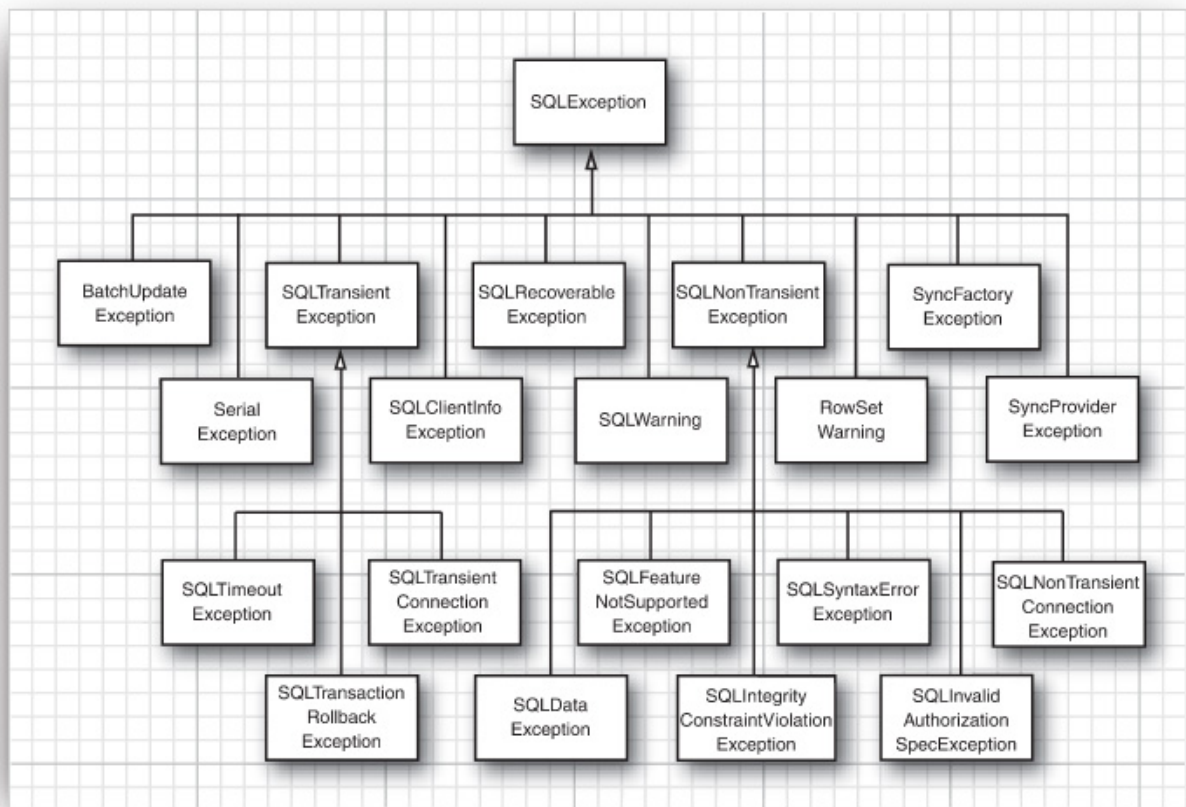 SQLException
BatchUpdate
Exception
SQLTransient
Exception
SQLRecoverable
Exception
SQLNonTransient
Exception
SyncFactory
Exception
Serial
Exception
SQLClientInfo
Exception
SQLWarning
RowSet
Warning
SyncProvider
Exception
SQLTimeout
Exception
SQLTransient
Connection
Exception
SQLFeature
NotSupported
Exception
SQLSyntaxError
Exception
SQLNonTransient
Connection
Exception
SQLTransaction
Rollback
Exception
SQLData
Exception
SQLIntegrity
ConstraintViolation
Exception
SQLInvalid
Authorization
SpecException